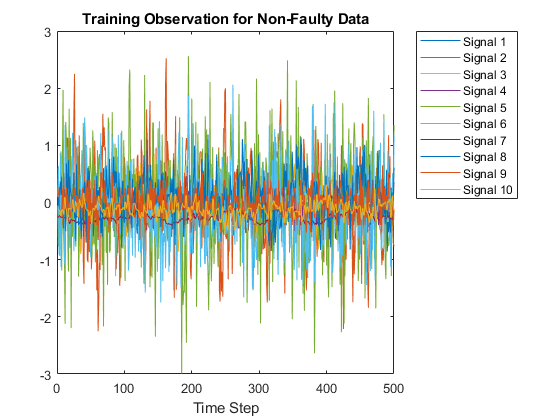 Training Observation for Non-Faulty Data
3
2
1
0
-1
-2
-3
0
100
200
300
400
500
Time Step
Signal 1
Signal 2
Signal 3
Signal 4
Signal 5
Signal 6
Signal 7
Signal 8
Signal 9
Signal 10